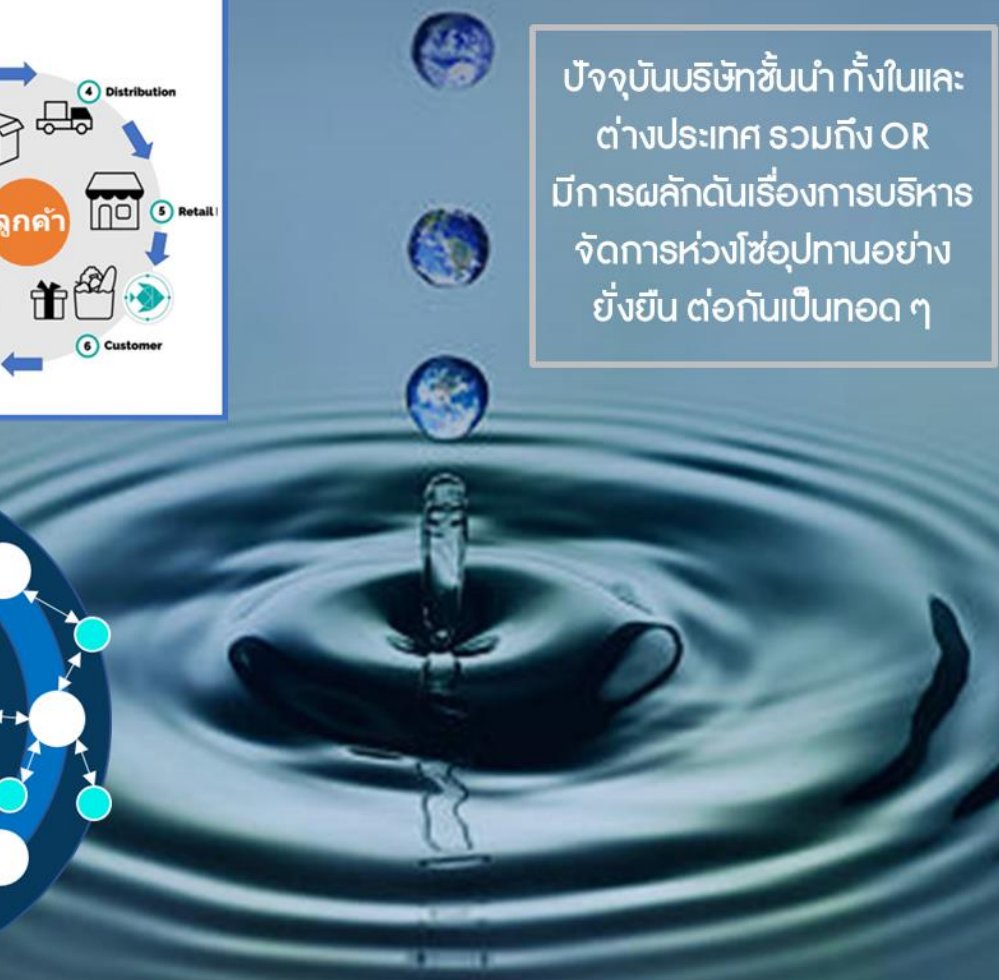 4 Distribution
ลูกค้า
5 Retail
6 Customer
ปัจจุบันบริษัทชั้นนำ ทั้งในและ
ต่างประเทศ รวมถึง OR
มีการผลักดันเรื่องการบริหาร
จัดการห่วงโซ่อุปทานอย่าง
ยั่งยืน ต่อกันเป็นทอด ๆ